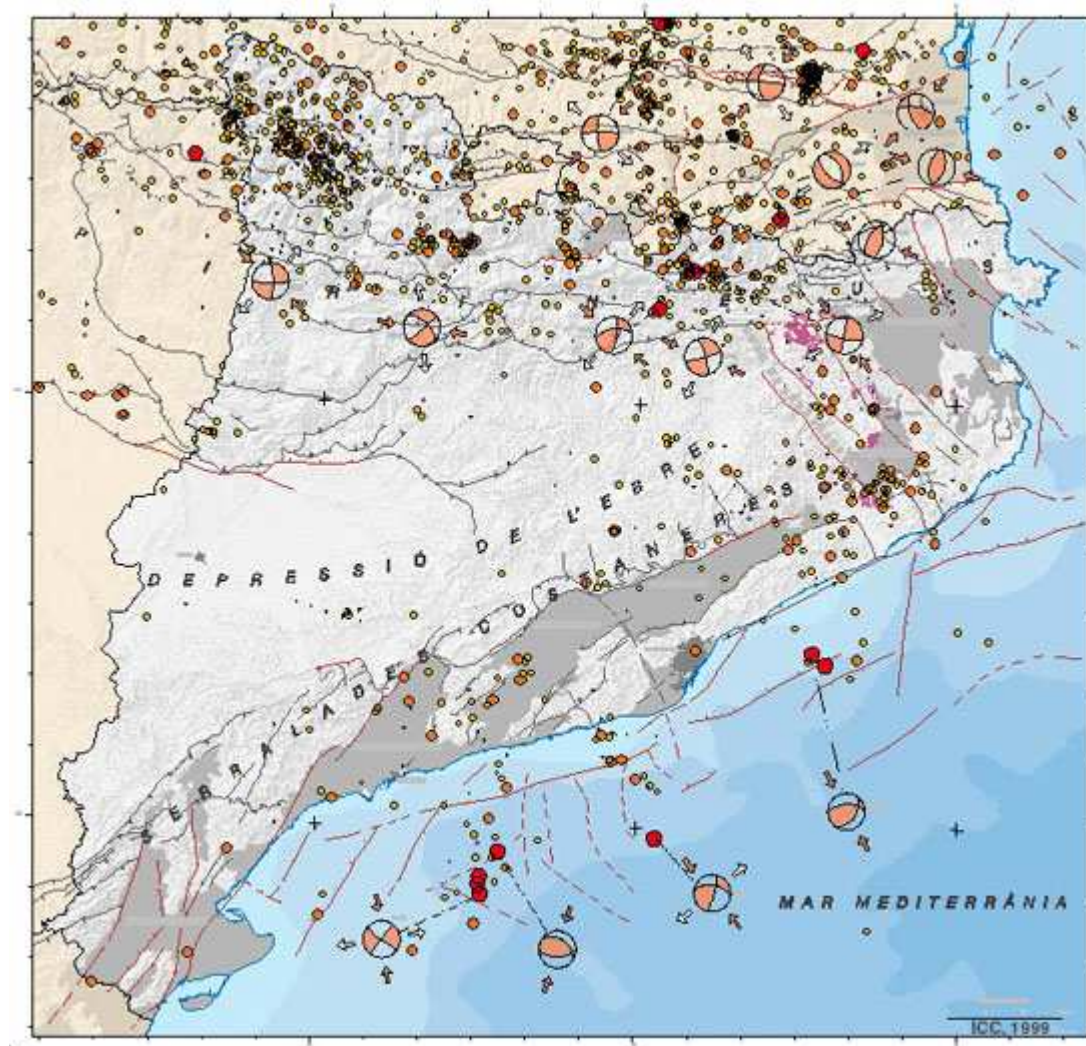 P I R I N E U S
DEPRESSIÓ DE L'EBRE
SERRALADES COSTANERES
MAR MEDITERRÀNIA
ICC, 1999